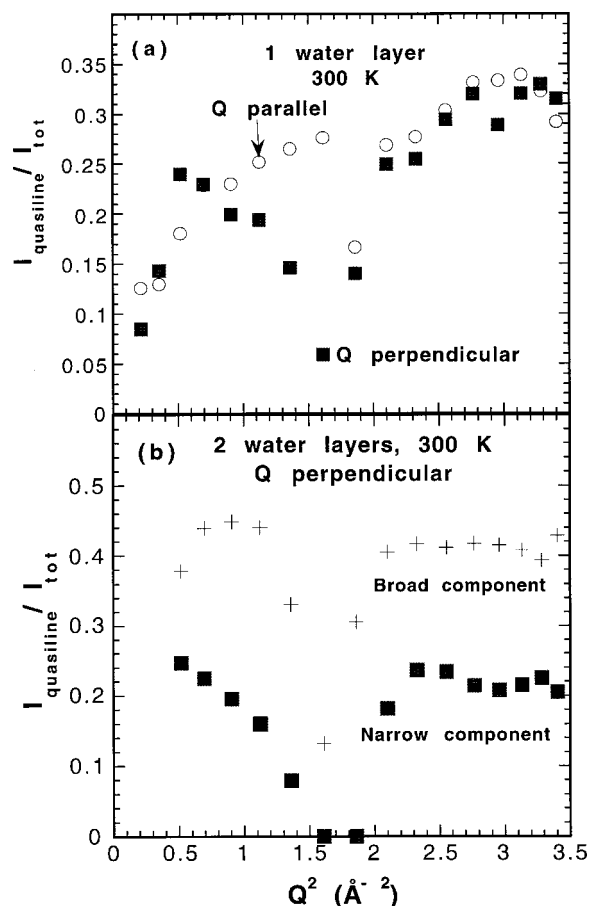 (a)
1 water layer
300 K
Q parallel
Q perpendicular
I quasiline / I tot
0.35
0.3
0.25
0.2
0.15
0.1
0.05
0
(b)
2 water layers, 300 K
Q perpendicular
Broad component
Narrow component
I quasiline / I tot
0.5
0.4
0.3
0.2
0.1
0
0 0.5 1 1.5 2 2.5 3 3.5
Q² (Å⁻ ²)